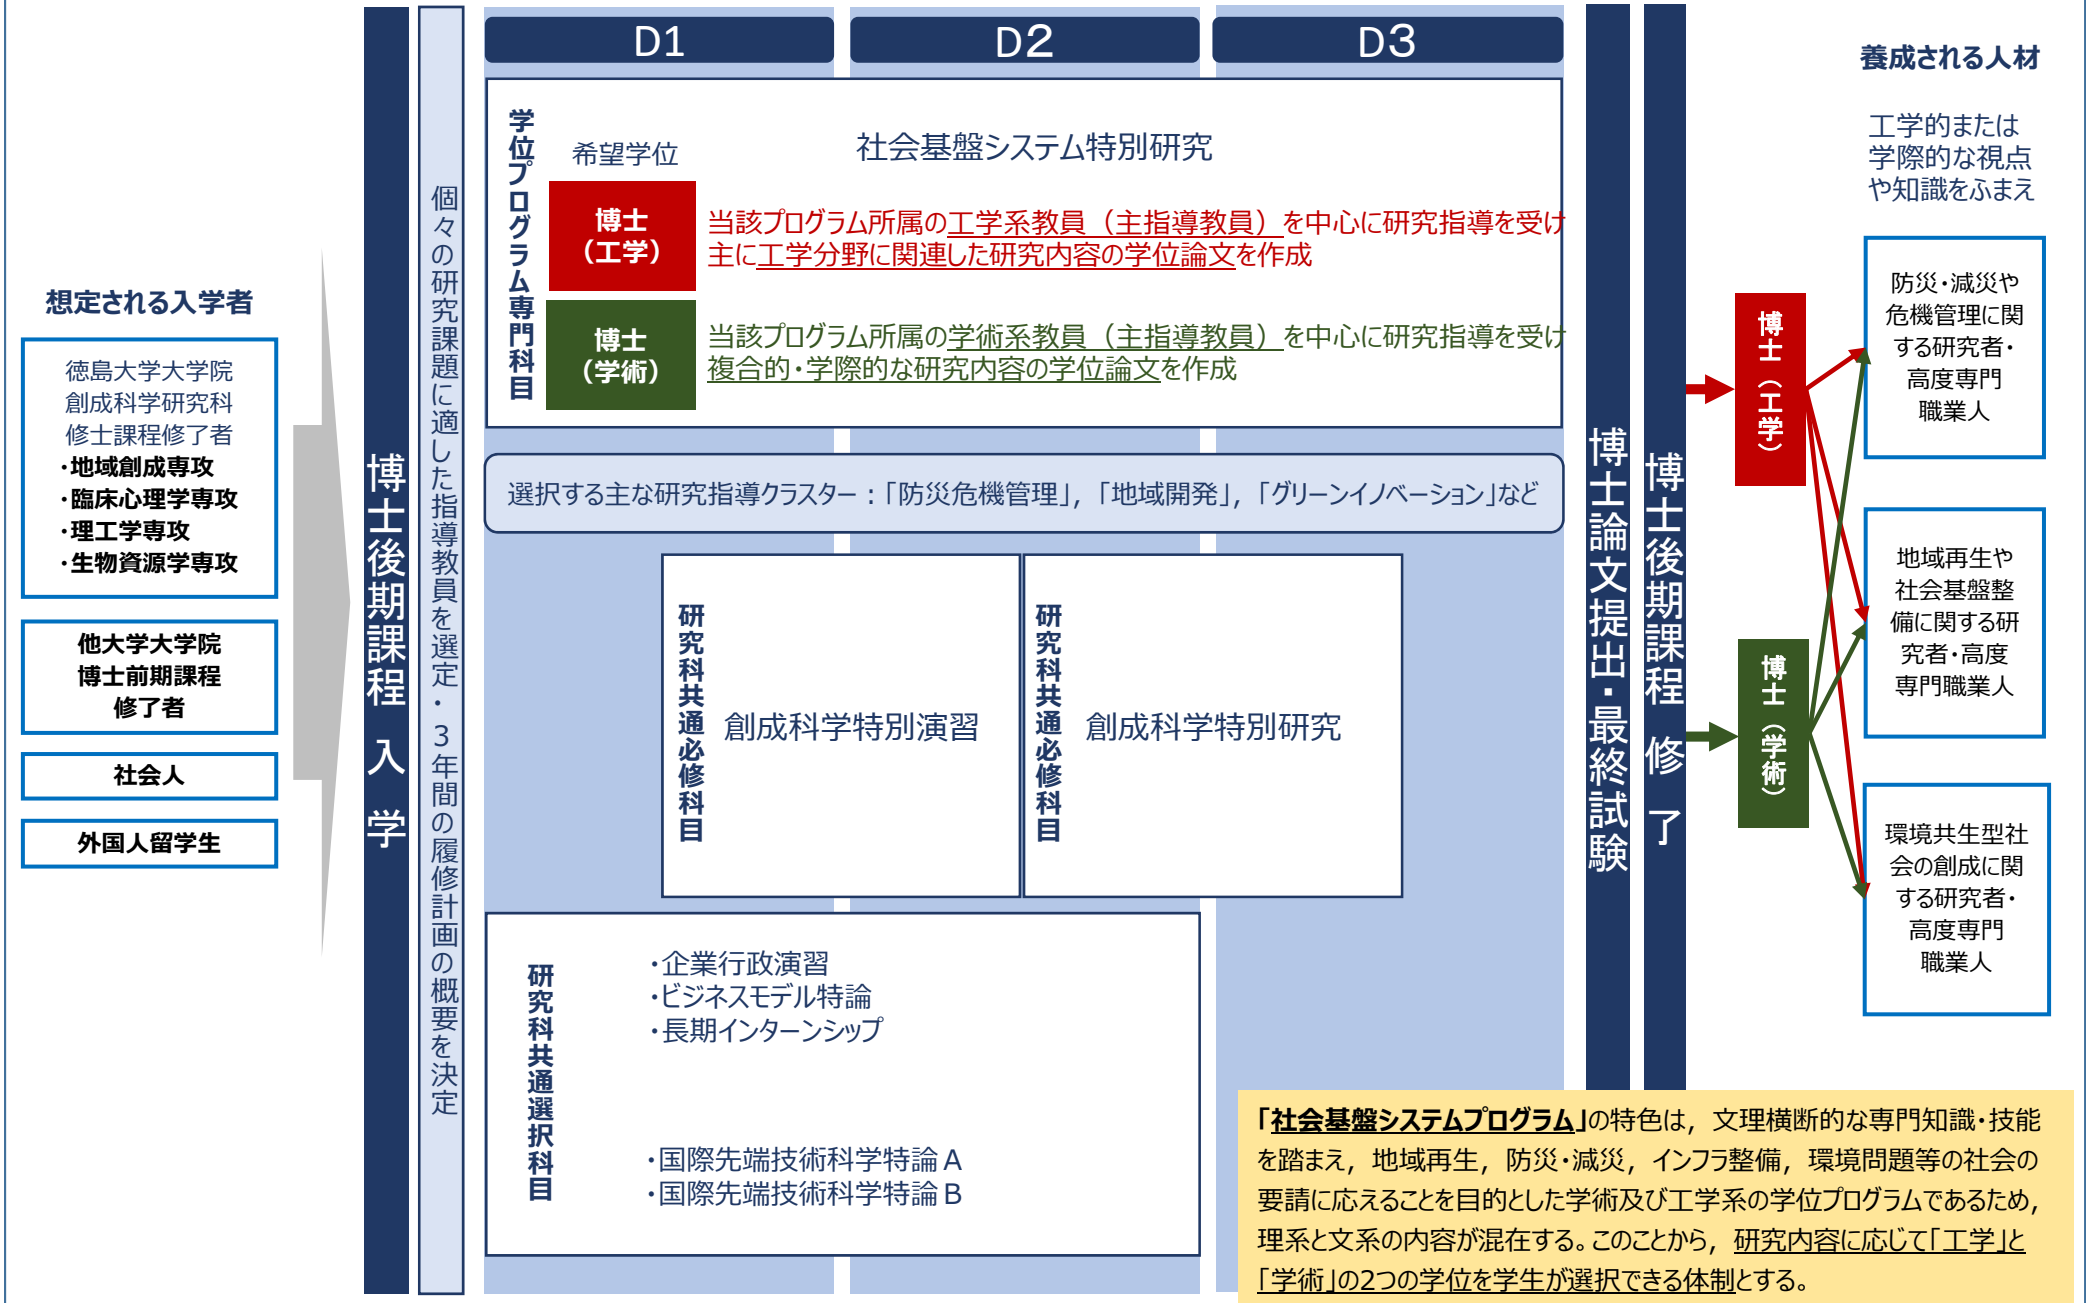 想定される入学者
徳島大学大学院
創成科学研究科
修士課程修了者
・地域創成専攻
・臨床心理学専攻
・理工学専攻
・生物資源学専攻
他大学大学院
博士前期課程
修了者
社会人
外国人留学生
博士後期課程 入 学
個々の研究課題に適した指導教員を選定・3年間の履修計画の概要を決定
D1
D2
D3
学位プログラム専門科目
希望学位
社会基盤システム特別研究
博士
（工学）
当該プログラム所属の工学系教員（主指導教員）を中心に研究指導を受け
主に工学分野に関連した研究内容の学位論文を作成
博士
（学術）
当該プログラム所属の学術系教員（主指導教員）を中心に研究指導を受け
複合的・学際的な研究内容の学位論文を作成
選択する主な研究指導クラスター：「防災危機管理」，「地域開発」，「グリーンイノベーション」など
研究科共通必修科目
創成科学特別演習
研究科共通必修科目
創成科学特別研究
研究科共通選択科目
・企業行政演習
・ビジネスモデル特論
・長期インターンシップ
・国際先端技術科学特論A
・国際先端技術科学特論B
博士論文提出・最終試験
博士後期課程 修 了
博士（工学）
博士（学術）
養成される人材
工学的または
学際的な視点
や知識をふまえ
防災・減災や
危機管理に関
する研究者・
高度専門
職業人
地域再生や
社会基盤整
備に関する研
究者・高度
専門職業人
環境共生型社
会の創成に関
する研究者・
高度専門
職業人
「社会基盤システムプログラム」の特色は，文理横断的な専門知識・技能
を踏まえ，地域再生，防災・減災，インフラ整備，環境問題等の社会の
要請に応えることを目的とした学術及び工学系の学位プログラムであるため，
理系と文系の内容が混在する。このことから，研究内容に応じて「工学」と
「学術」の2つの学位を学生が選択できる体制とする。